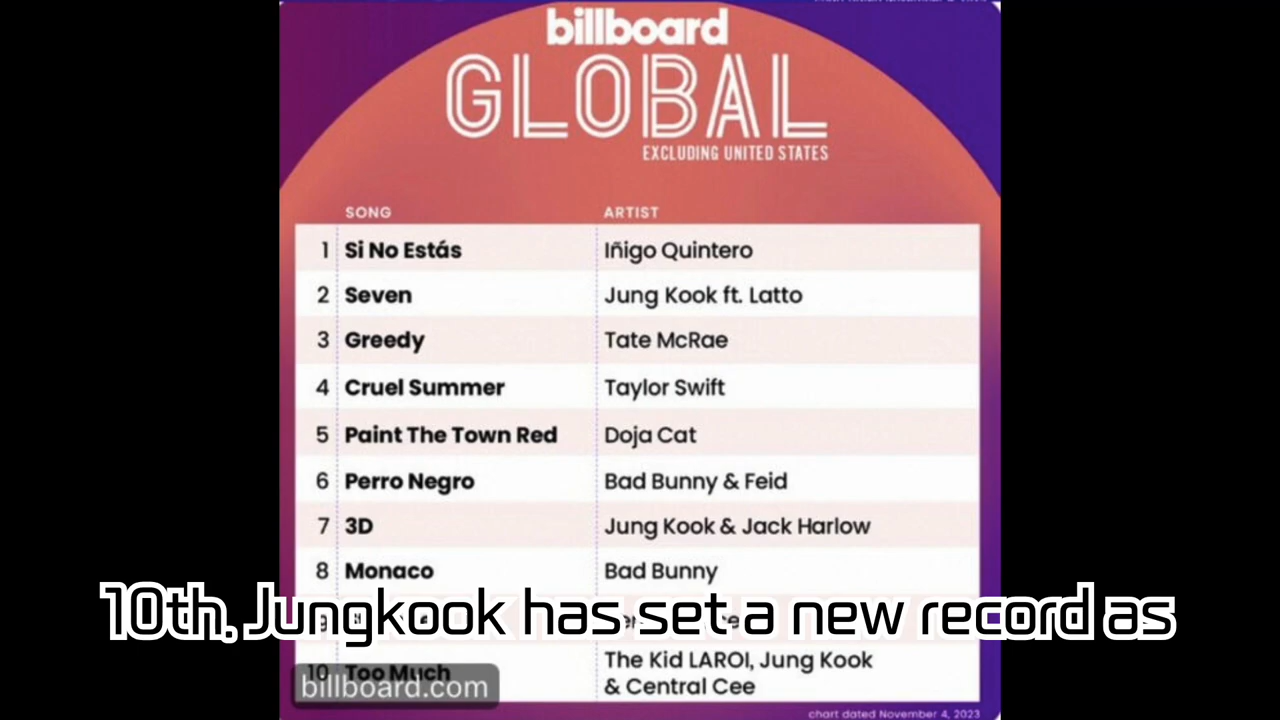 billboard
GLOBAL
EXCLUDING UNITED STATES
SONG ARTIST
1 Si No Estás Iñigo Quintero
2 Seven Jung Kook ft. Latto
3 Greedy Tate McRae
4 Cruel Summer Taylor Swift
5 Paint The Town Red Doja Cat
6 Perro Negro Bad Bunny & Feid
7 3D Jung Kook & Jack Harlow
8 Monaco Bad Bunny
10th, Jungkook has set a new record as
10 Too Much The Kid LAROI, Jung Kook
& Central Cee
billboard.com
chart dated November 4, 2023